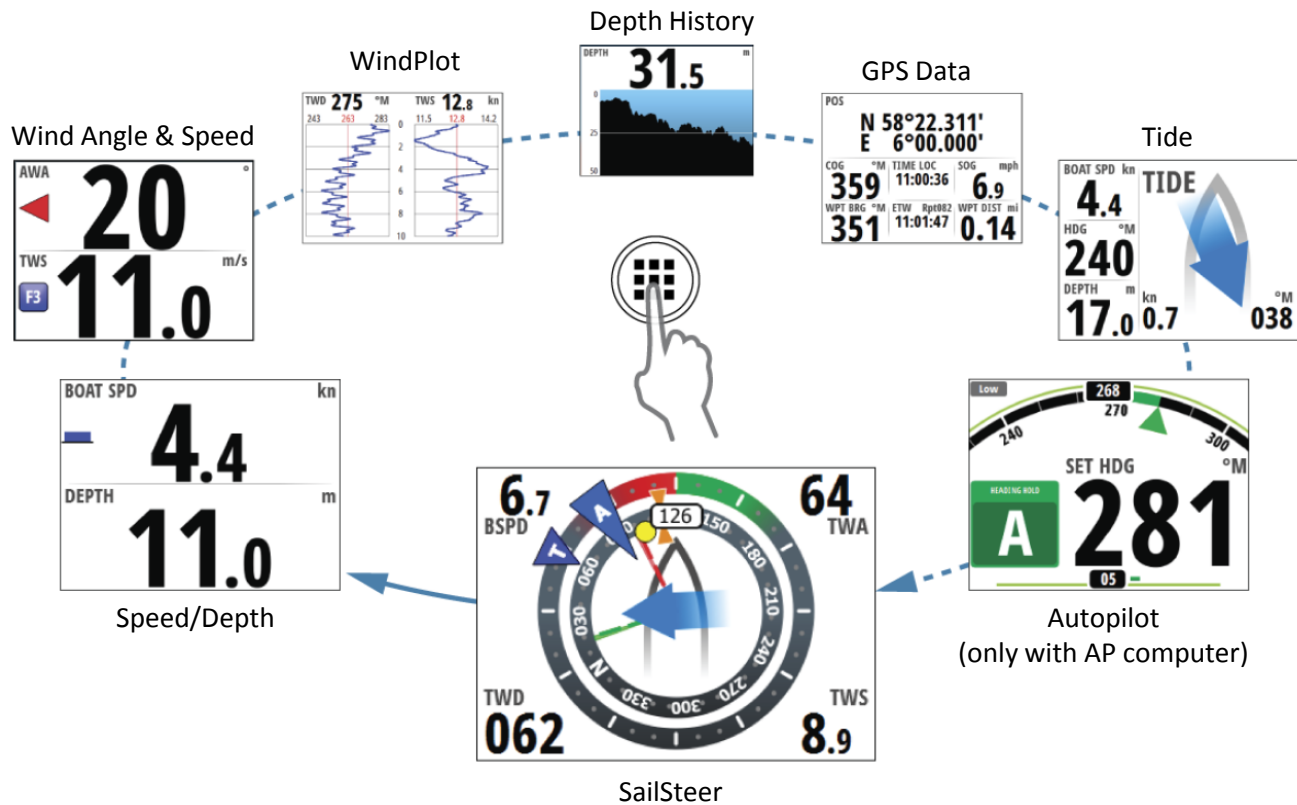 Depth History
DEPTH m
31.5
0
25
50
WindPlot
TWD 275 °M TWS 12.8 kn
243 263 283 11.5 12.8 14.2
0
2
4
6
8
10
GPS Data
POS
N 58°22.311'
E 6°00.000'
COG °M TIME LOC SOG mph
359 11:00:36 6.9
WPT BRG °M ETW Rpt082 WPT DIST mi
351 11:01:47 0.14
Wind Angle & Speed
AWA °
20
TWS m/s
F3 11.0
Tide
BOAT SPD kn
4.4
TIDE
HDG °M
240
DEPTH m
17.0
kn
0.7
°M
038
BOAT SPD kn
4.4
DEPTH m
11.0
Speed/Depth
Low
268
240 270 300
SET HDG °M
281
HEADING HOLD
A
05
Autopilot
(only with AP computer)
6.7
BSPD
64
TWA
A
T
126
150
180
210
240
270
300
330
N
030
060
TWD
062
TWS
8.9
SailSteer